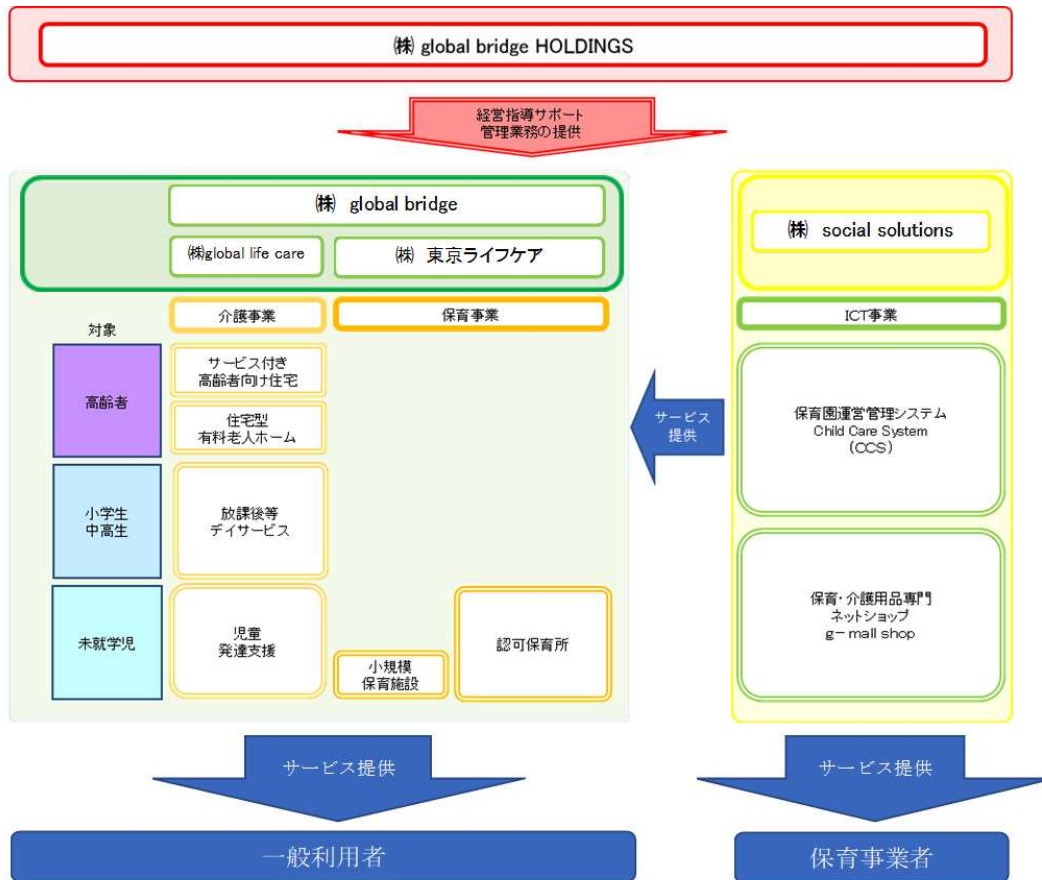 ㈱ global bridge HOLDINGS
経営指導サポート
管理業務の提供
㈱ global bridge
㈱global life care
㈱ 東京ライフケア
㈱ social solutions
対象
介護事業
保育事業
ICT事業
高齢者
サービス付き
高齢者向け住宅
住宅型
有料老人ホーム
サービス
提供
保育園運営管理システム
Child Care System
(CCS)
小学生
中高生
放課後等
デイサービス
未就学児
児童
発達支援
小規模
保育施設
認可保育所
保育・介護用品専門
ネットショップ
g-mall shop
サービス提供
サービス提供
一般利用者
保育事業者